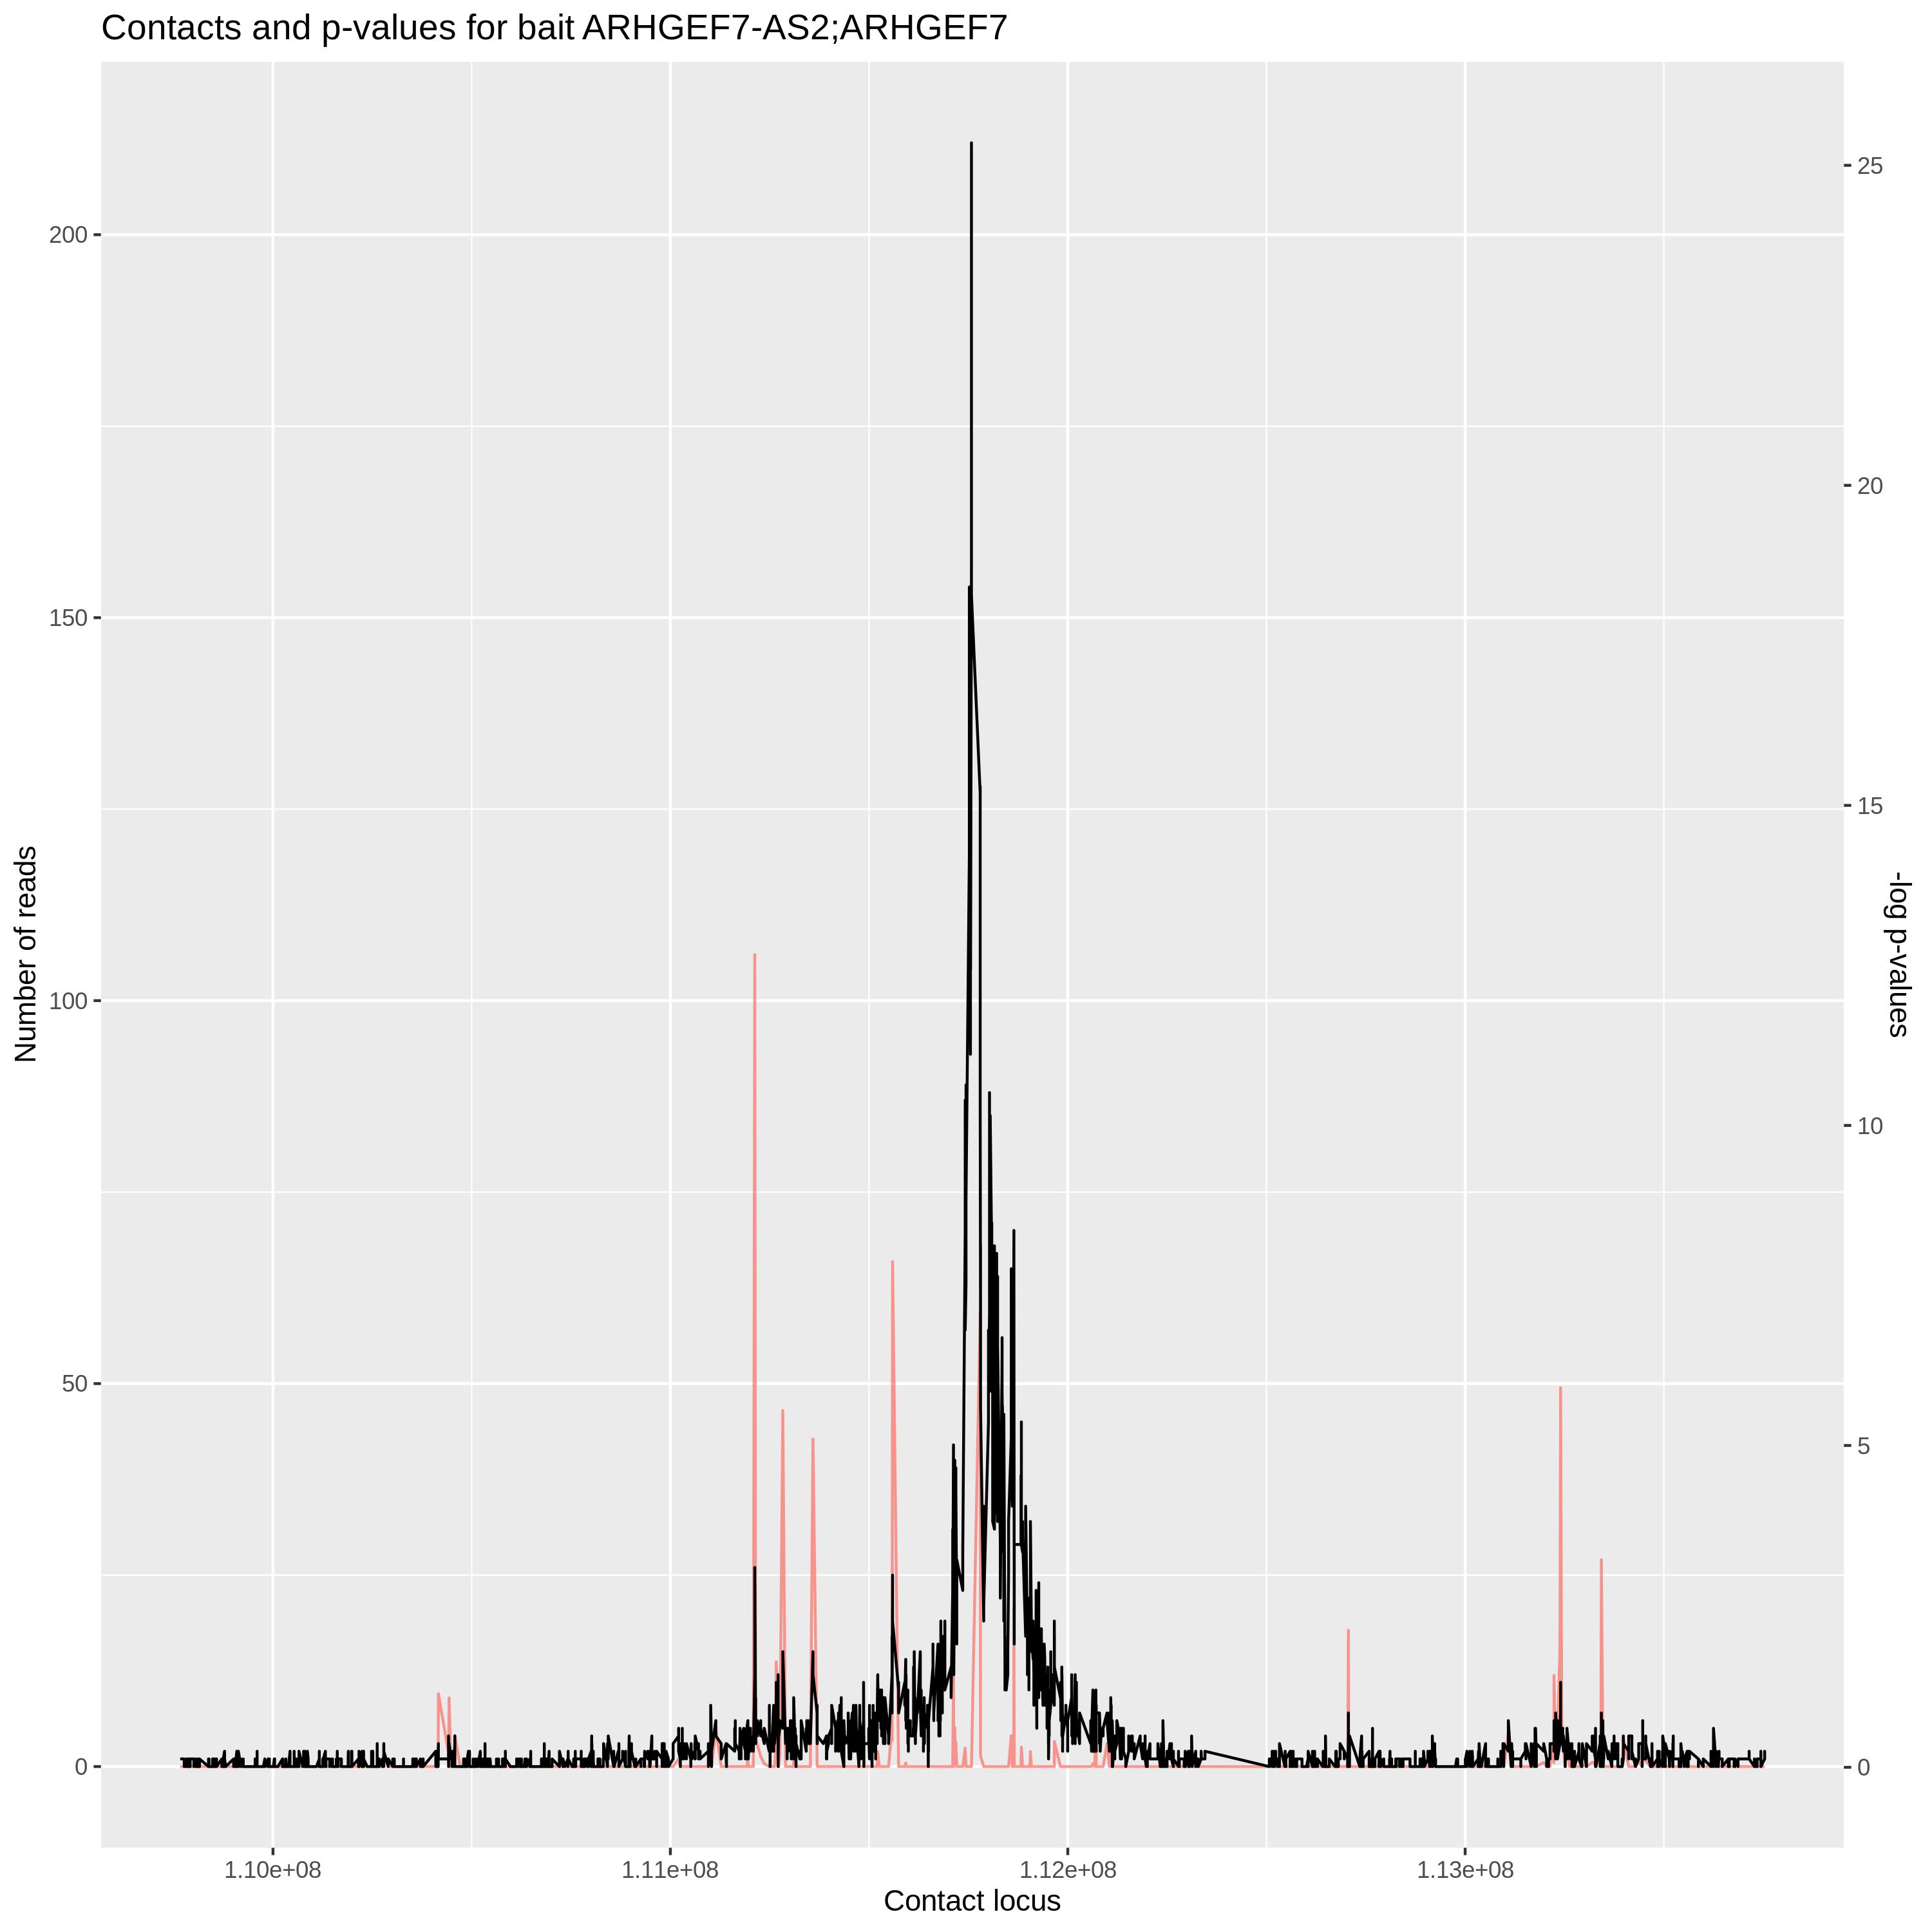 Contacts and p-values for bait ARHGEF7-AS2;ARHGEF7
Number of reads
200
150
100
50
0
25
20
15
10
5
0
-log p-values
1.10e+08 1.11e+08 1.12e+08 1.13e+08
Contact locus